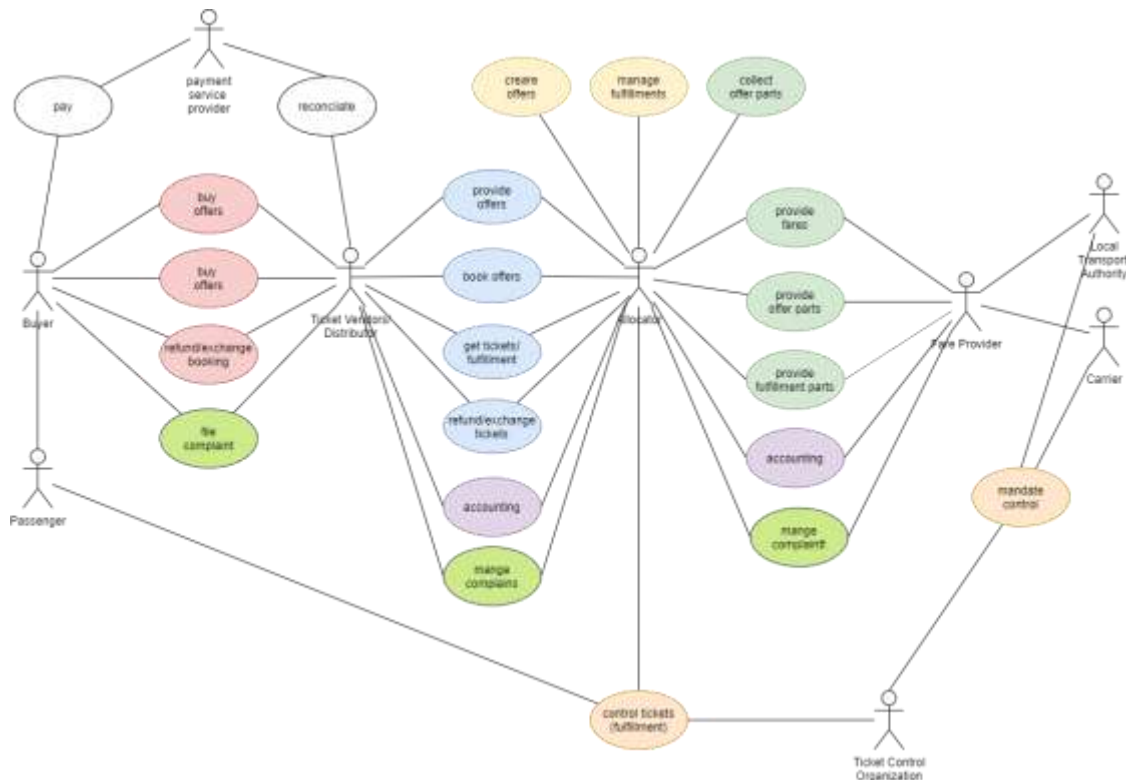 payment
service
provider
pay
reconciliate
create
offers
manage
fulfillments
collect
offer parts
buy
offers
provide
offers
provide
fares
Local
Transport
Authority
buy
offers
book offers
provide
offer parts
Buyer
Ticket Vendors/
Distributor
Allocator
Fare Provider
Carrier
refund/exchange
booking
get tickets/
fulfillment
provide
fulfillment parts
file
complaint
refund/exchange
tickets
accounting
Passenger
accounting
mandate
control
mange
complains
mange
complaint#
control tickets
(fulfillment)
Ticket Control
Organization